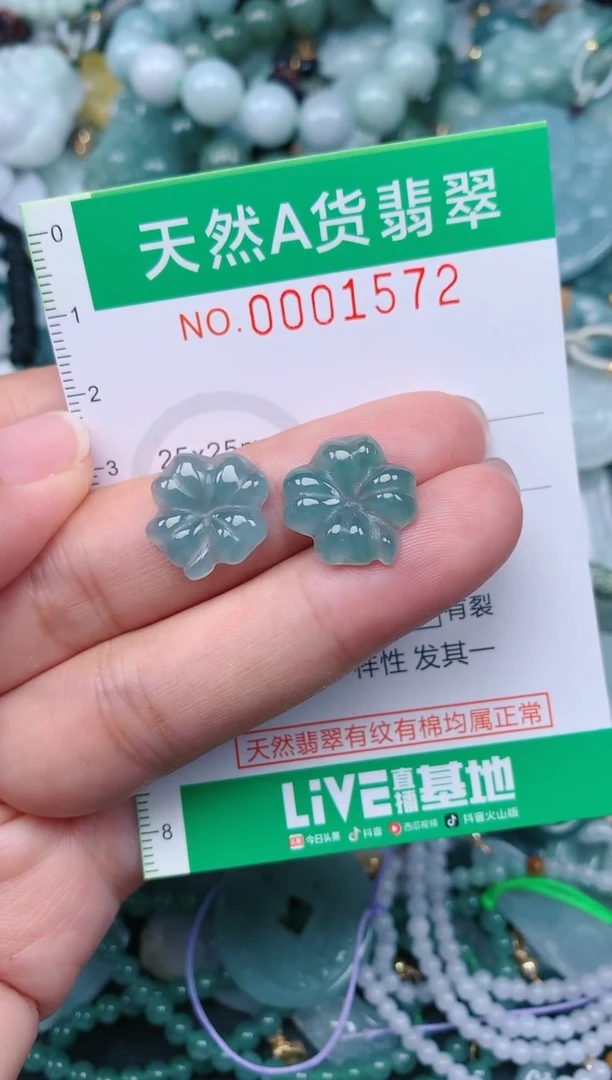 天然A货翡翠
NO.0001572
0
1
2
3
25x25m
有裂
样性 发其一
天然翡翠有纹有棉均属正常
LiVE直播基地
今日头条 抖音 西瓜视频 抖音火山版
8